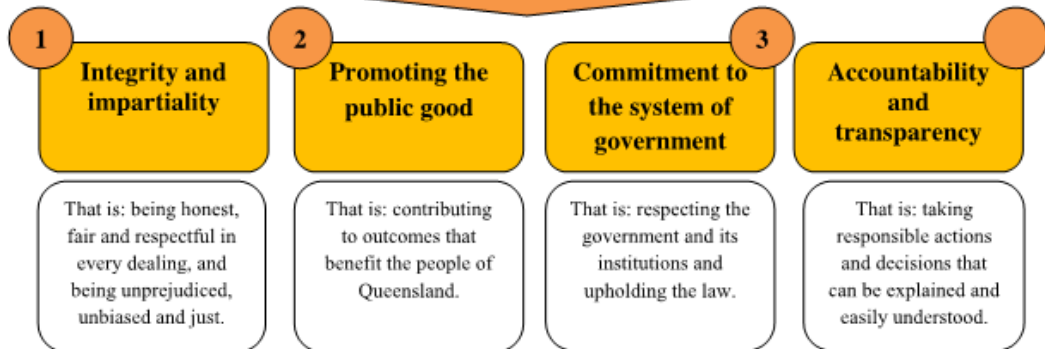 1
Integrity and
impartiality
That is: being honest,
fair and respectful in
every dealing, and
being unprejudiced,
unbiased and just.
2
Promoting the
public good
That is: contributing
to outcomes that
benefit the people of
Queensland.
3
Commitment to
the system of
government
That is: respecting the
government and its
institutions and
upholding the law.
Accountability
and
transparency
That is: taking
responsible actions
and decisions that
can be explained and
easily understood.